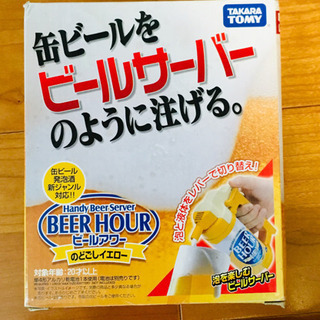 TAKARA
TOMY
缶ビールを
ビールサーバー
のように注げる。
缶ビール
発泡酒
新ジャンル
対応!!
泡と液体をレバーで切り替え!
Handy Beer Server
BEER HOUR
ビールアワー
のどごしイエロー
対象年齢:20才以上
泡を楽しむ
ビールサーバー